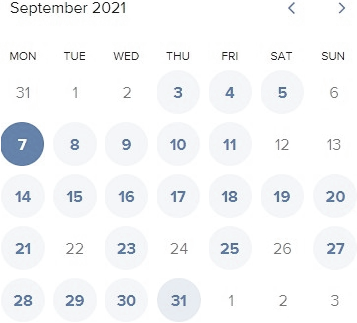 September 2021
MON TUE WED THU FRI SAT SUN
31 1 2 3 4 5 6
7 8 9 10 11 12 13
14 15 16 17 18 19 20
21 22 23 24 25 26 27
28 29 30 31 1 2 3